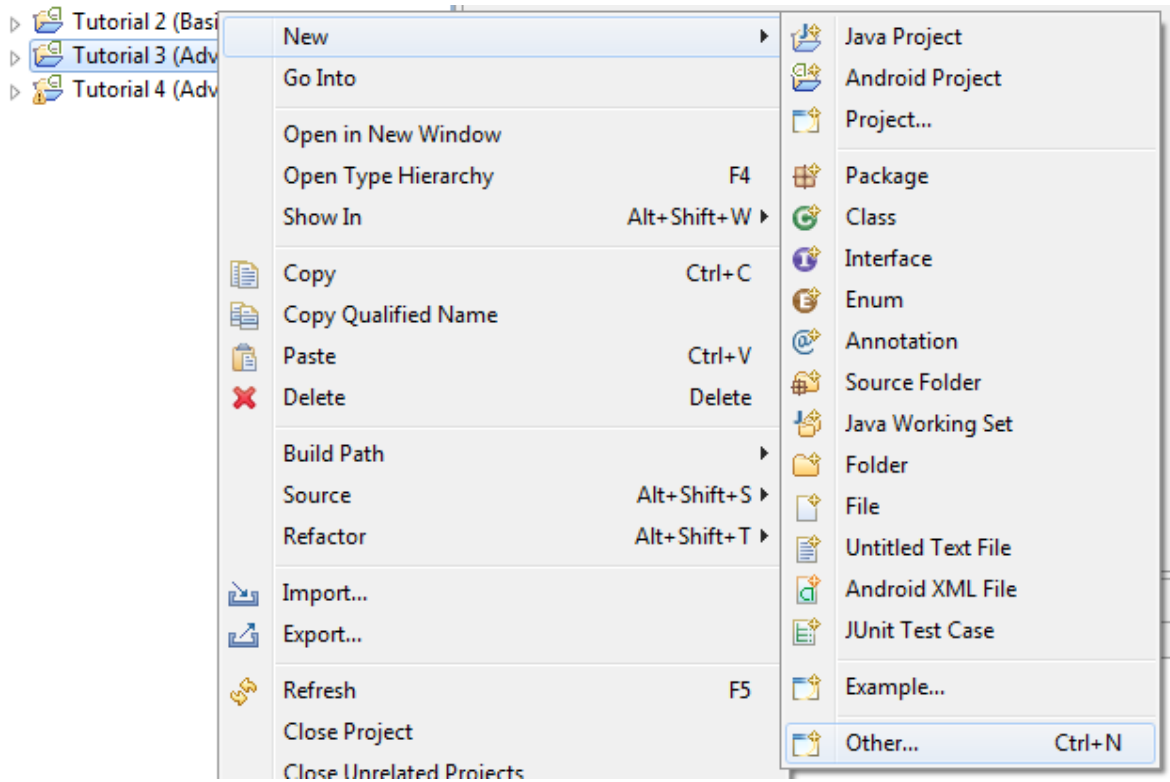 Tutorial 2 (Basi
Tutorial 3 (Adv
Tutorial 4 (Adv
New
Go Into
Open in New Window
Open Type Hierarchy F4
Show In Alt+Shift+W
Copy Ctrl+C
Copy Qualified Name
Paste Ctrl+V
Delete Delete
Build Path
Source Alt+Shift+S
Refactor Alt+Shift+T
Import...
Export...
Refresh F5
Close Project
Close Unrelated Projects
Java Project
Android Project
Project...
Package
Class
Interface
Enum
Annotation
Source Folder
Java Working Set
Folder
File
Untitled Text File
Android XML File
JUnit Test Case
Example...
Other... Ctrl+N